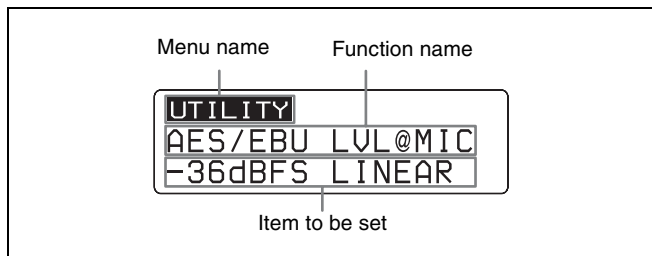 Menu name Function name
UTILITY
AES/EBU LVL@MIC
-36dBFS LINEAR
Item to be set